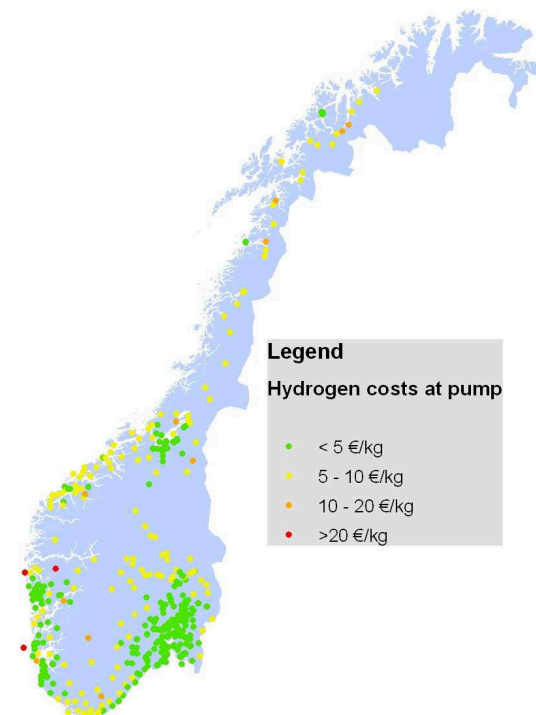 Legend
Hydrogen costs at pump
< 5 €/kg
5 - 10 €/kg
10 - 20 €/kg
>20 €/kg